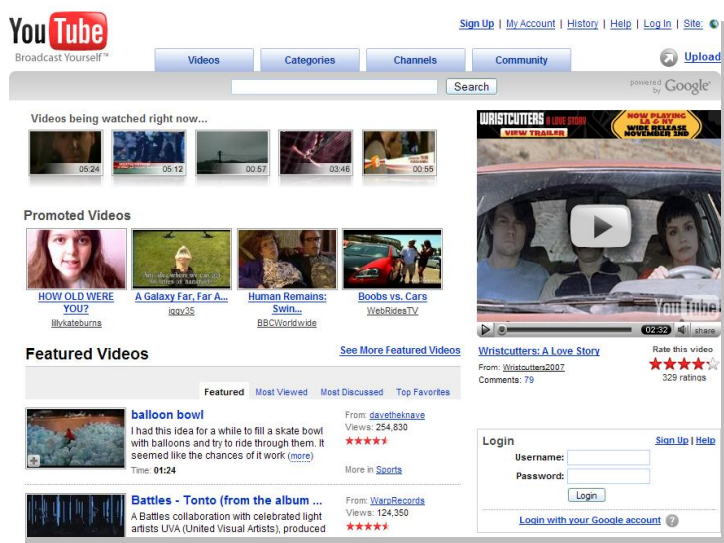 YouTube
Broadcast Yourself™
Sign Up | My Account | History | Help | Log In | Site:
Videos
Categories
Channels
Community
Upload
Search
powered by Google
Videos being watched right now...
05:24
05:12
00:57
03:46
00:55
WRISTCUTTERS A LOVE STORY
VIEW TRAILER
NOW PLAYING
LA & NY
WIDE RELEASE
NOVEMBER 2ND
YouTube
02:32
share
Promoted Videos
HOW OLD WERE
YOU?
lillykateburns
A Galaxy Far, Far A...
iggy35
Human Remains:
Swin...
BBCWorldwide
Boobs vs. Cars
WebRidesTV
Wristcutters: A Love Story
From: Wristcutters2007
Comments: 79
Rate this video
329 ratings
Featured Videos
See More Featured Videos
Featured
Most Viewed
Most Discussed
Top Favorites
balloon bowl
I had this idea for a while to fill a skate bowl
with balloons and try to ride through them. It
seemed like the chances of it work (more)
Time: 01:24
From: davetheknave
Views: 254,830
More in Sports
Battles - Tonto (from the album ...
A Battles collaboration with celebrated light
artists UVA (United Visual Artists), produced
From: WarpRecords
Views: 124,350
Login
Sign Up | Help
Username:
Password:
Login
Login with your Google account ?